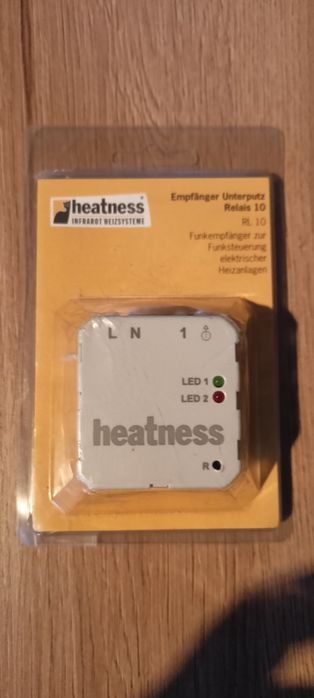 heatness
INFRAROT HEIZSYSTEME
Empfänger Unterputz
Relais 10
RL 10
Funkempfänger zur
Funksteuerung
elektrischer
Heizanlagen
L N 1
LED 1
LED 2
heatness
R